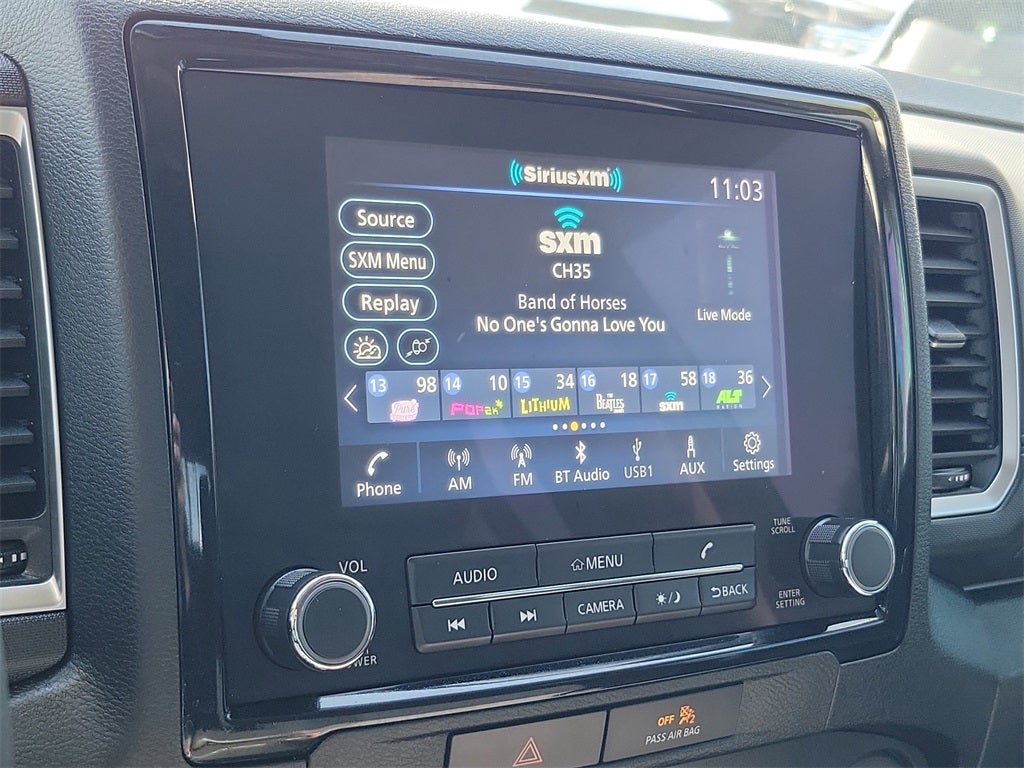 SiriusXm
11:03
Source
sxm
SXM Menu
CH35
Replay
Band of Horses
No One's Gonna Love You
Live Mode
13 98 14 10 15 34 16 18 17 58 18 36
POP2K LITHIUM THE BEATLES sxm ALT NATION
Phone AM FM BT Audio USB1 AUX Settings
VOL
AUDIO MENU
TUNE
SCROLL
CAMERA BACK
ENTER
SETTING
OFF 2
PASS AIR BAG